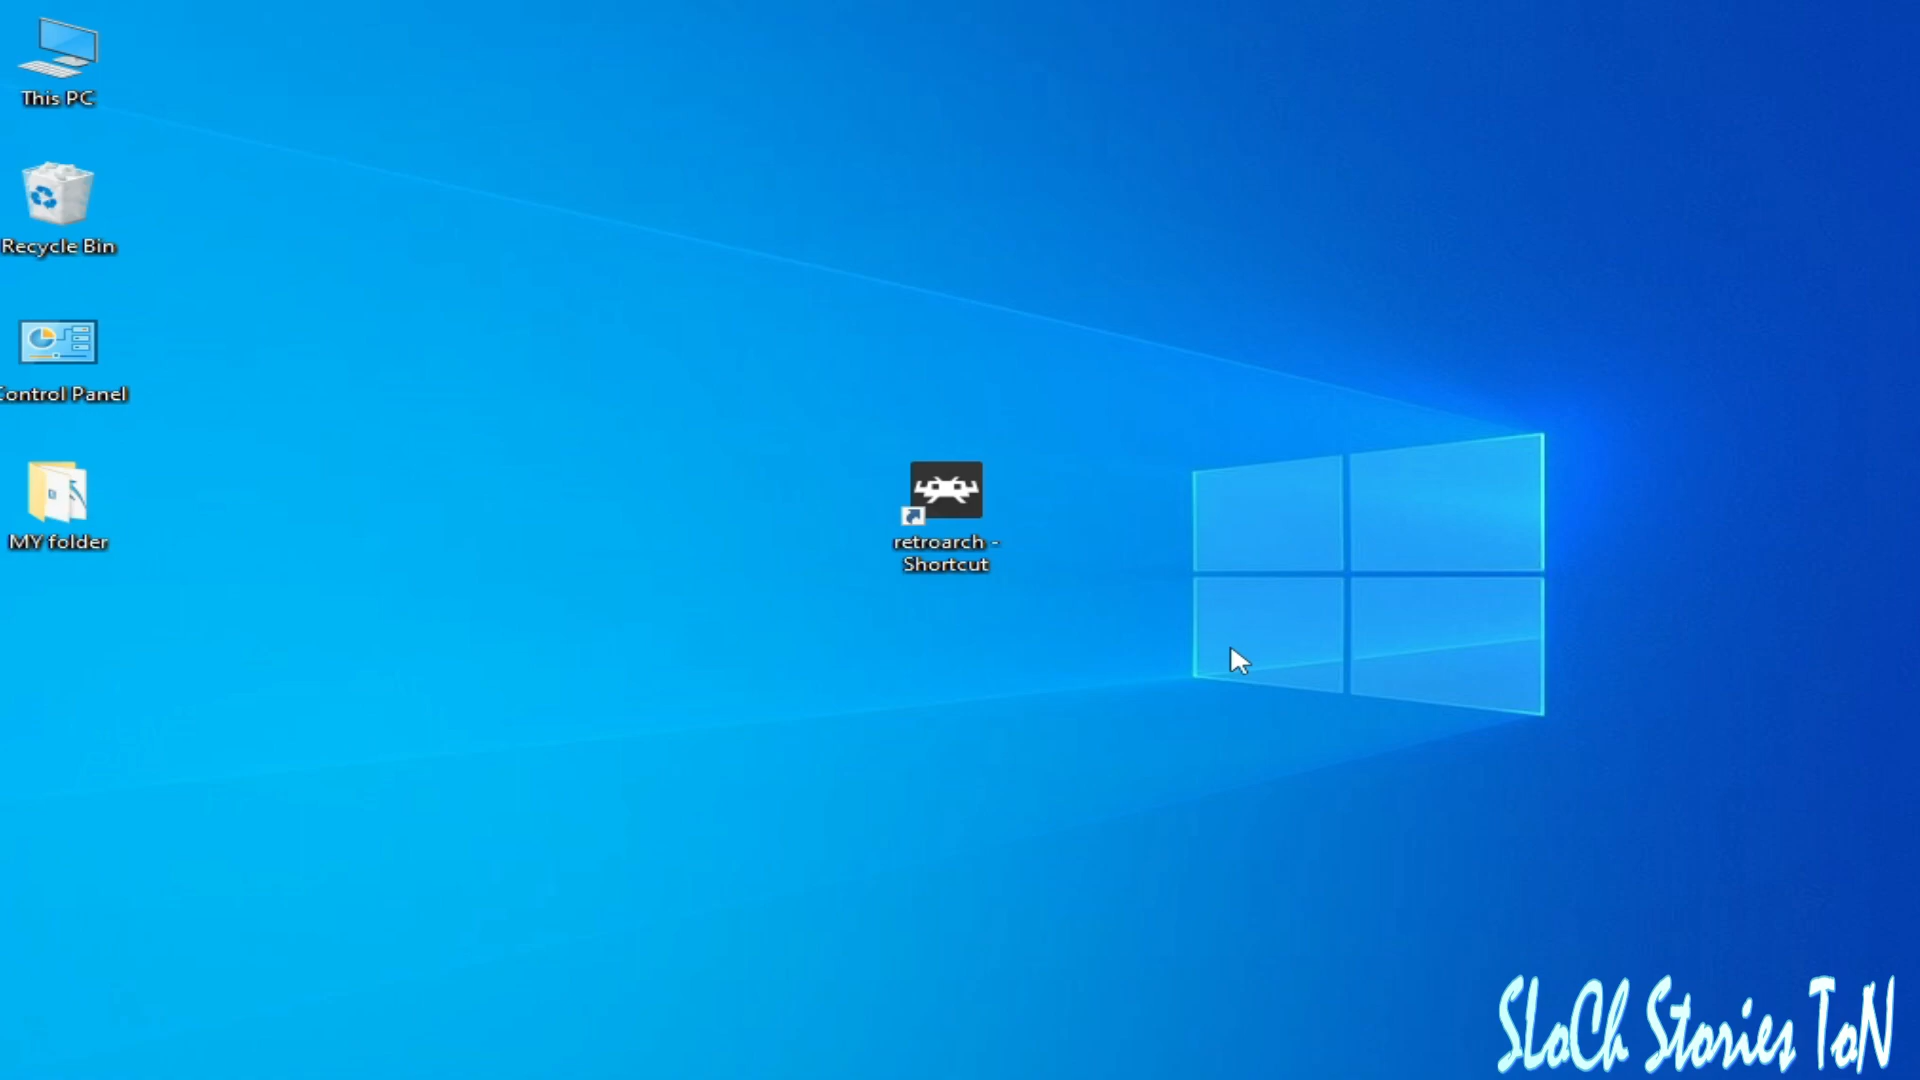 This PC
Recycle Bin
Control Panel
MY folder
retroarch -
Shortcut
SLoCh Stories ToN